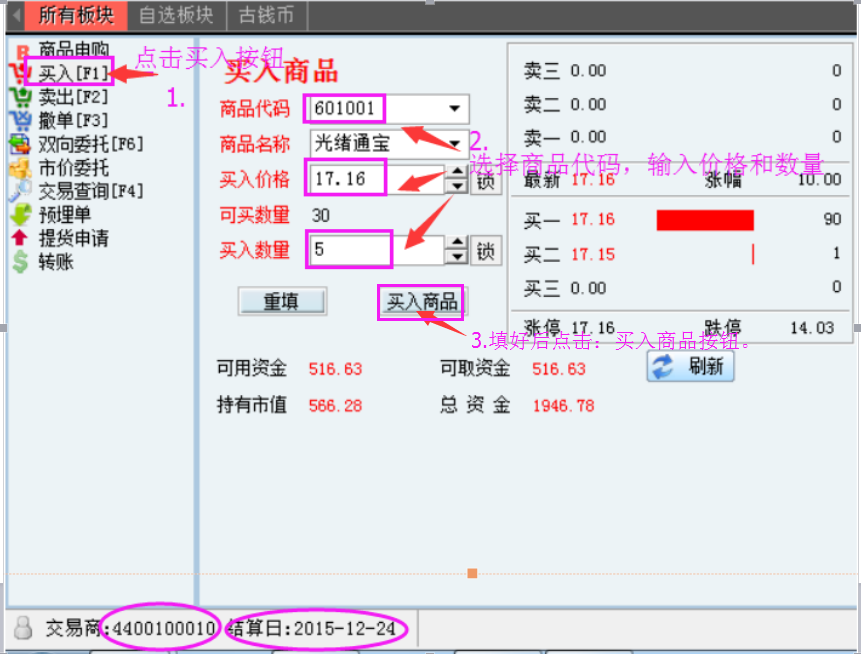 所有板块 自选板块 古钱币
商品申购
买入[F1]
卖出[F2]
撤单[F3]
双向委托[F6]
市价委托
交易查询[F4]
预埋单
提货申请
转账
点击买入按钮
1.
买入商品
商品代码 601001
商品名称 光绪通宝
买入价格 17.16 锁
可买数量 30
买入数量 5 锁
重填 买入商品
2.
选择商品代码，输入价格和数量
3.填好后点击：买入商品按钮。
卖三 0.00 0
卖二 0.00 0
卖一 0.00 0
最新 17.16 涨幅 10.00
买一 17.16 90
买二 17.15 1
买三 0.00 0
涨停 17.16 跌停 14.03
可用资金 516.63 可取资金 516.63 刷新
持有市值 566.28 总 资 金 1946.78
交易商:4400100010 结算日:2015-12-24